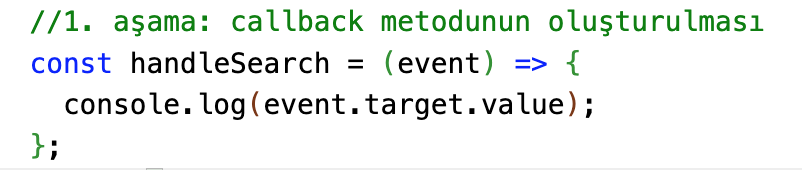 //1. aşama: callback metodunun oluşturulması
const handleSearch = (event) => {
  console.log(event.target.value);
};